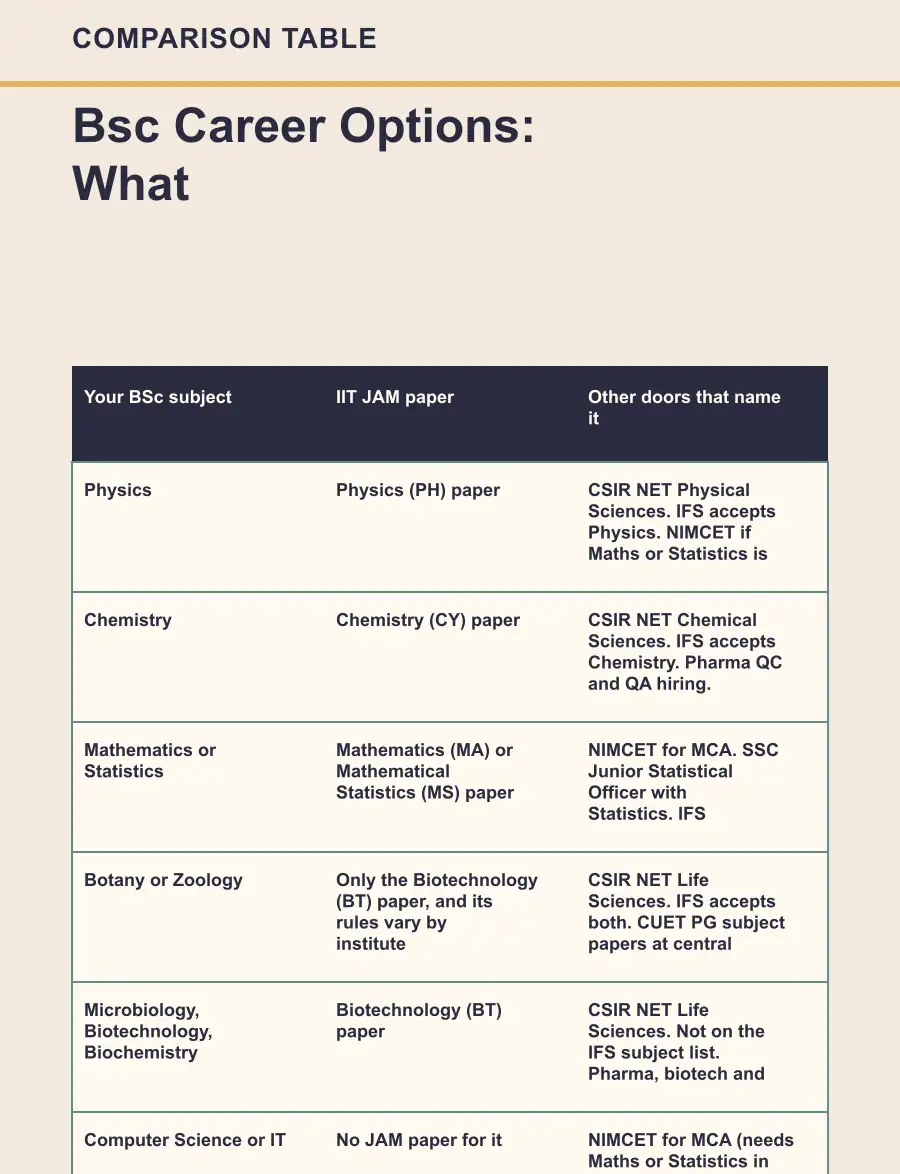 COMPARISON TABLE
Bsc Career Options:
What
Your BSc subject
IIT JAM paper
Other doors that name
it
Physics
Physics (PH) paper
CSIR NET Physical
Sciences. IFS accepts
Physics. NIMCET if
Maths or Statistics is
Chemistry
Chemistry (CY) paper
CSIR NET Chemical
Sciences. IFS accepts
Chemistry. Pharma QC
and QA hiring.
Mathematics or
Statistics
Mathematics (MA) or
Mathematical
Statistics (MS) paper
NIMCET for MCA. SSC
Junior Statistical
Officer with
Statistics. IFS
Botany or Zoology
Only the Biotechnology
(BT) paper, and its
rules vary by
institute
CSIR NET Life
Sciences. IFS accepts
both. CUET PG subject
papers at central
Microbiology,
Biotechnology,
Biochemistry
Biotechnology (BT)
paper
CSIR NET Life
Sciences. Not on the
IFS subject list.
Pharma, biotech and
Computer Science or IT
No JAM paper for it
NIMCET for MCA (needs
Maths or Statistics in